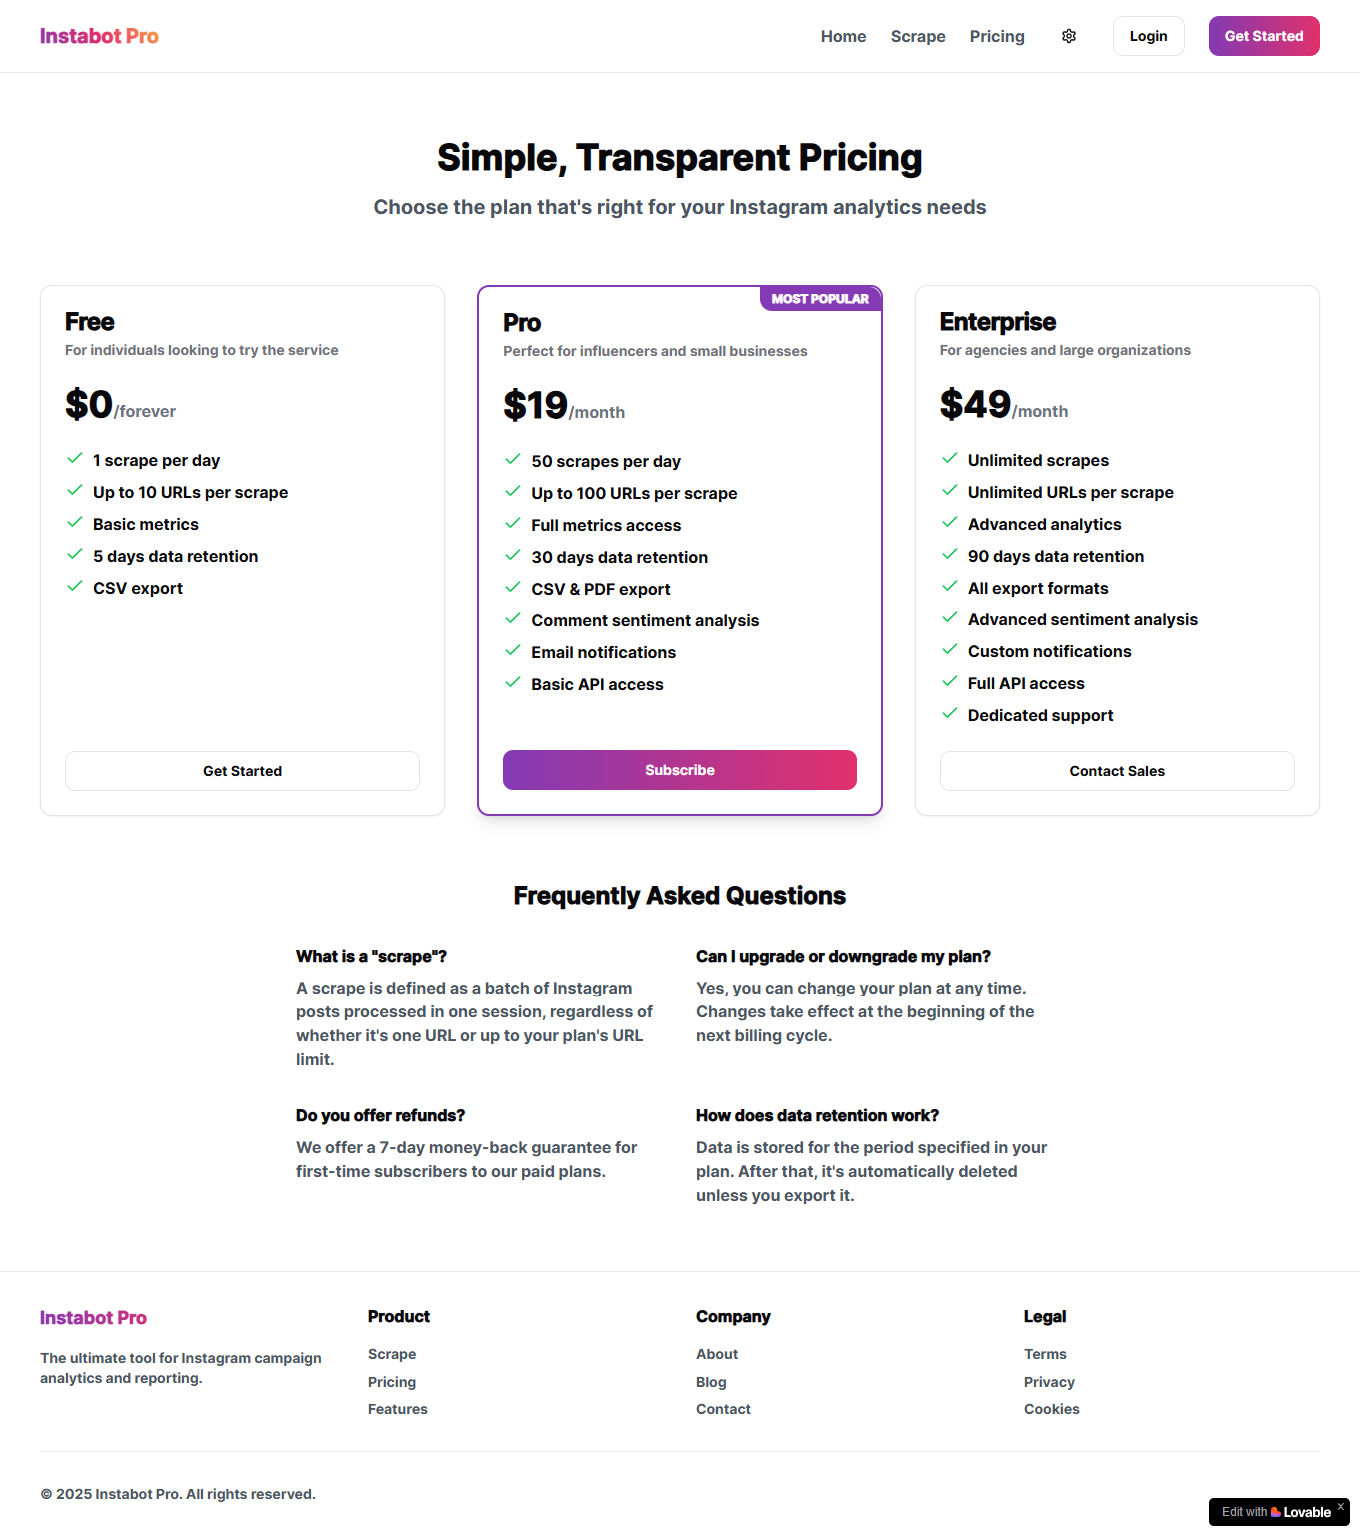 Instabot Pro
Home
Scrape
Pricing
Login
Get Started
Simple, Transparent Pricing
Choose the plan that's right for your Instagram analytics needs
Free
For individuals looking to try the service
$0/forever
1 scrape per day
Up to 10 URLs per scrape
Basic metrics
5 days data retention
CSV export
Get Started
MOST POPULAR
Pro
Perfect for influencers and small businesses
$19/month
50 scrapes per day
Up to 100 URLs per scrape
Full metrics access
30 days data retention
CSV & PDF export
Comment sentiment analysis
Email notifications
Basic API access
Subscribe
Enterprise
For agencies and large organizations
$49/month
Unlimited scrapes
Unlimited URLs per scrape
Advanced analytics
90 days data retention
All export formats
Advanced sentiment analysis
Custom notifications
Full API access
Dedicated support
Contact Sales
Frequently Asked Questions
What is a "scrape"?
A scrape is defined as a batch of Instagram
posts processed in one session, regardless of
whether it's one URL or up to your plan's URL
limit.
Can I upgrade or downgrade my plan?
Yes, you can change your plan at any time.
Changes take effect at the beginning of the
next billing cycle.
Do you offer refunds?
We offer a 7-day money-back guarantee for
first-time subscribers to our paid plans.
How does data retention work?
Data is stored for the period specified in your
plan. After that, it's automatically deleted
unless you export it.
Instabot Pro
The ultimate tool for Instagram campaign
analytics and reporting.
Product
Scrape
Pricing
Features
Company
About
Blog
Contact
Legal
Terms
Privacy
Cookies
© 2025 Instabot Pro. All rights reserved.
Edit with Lovable x